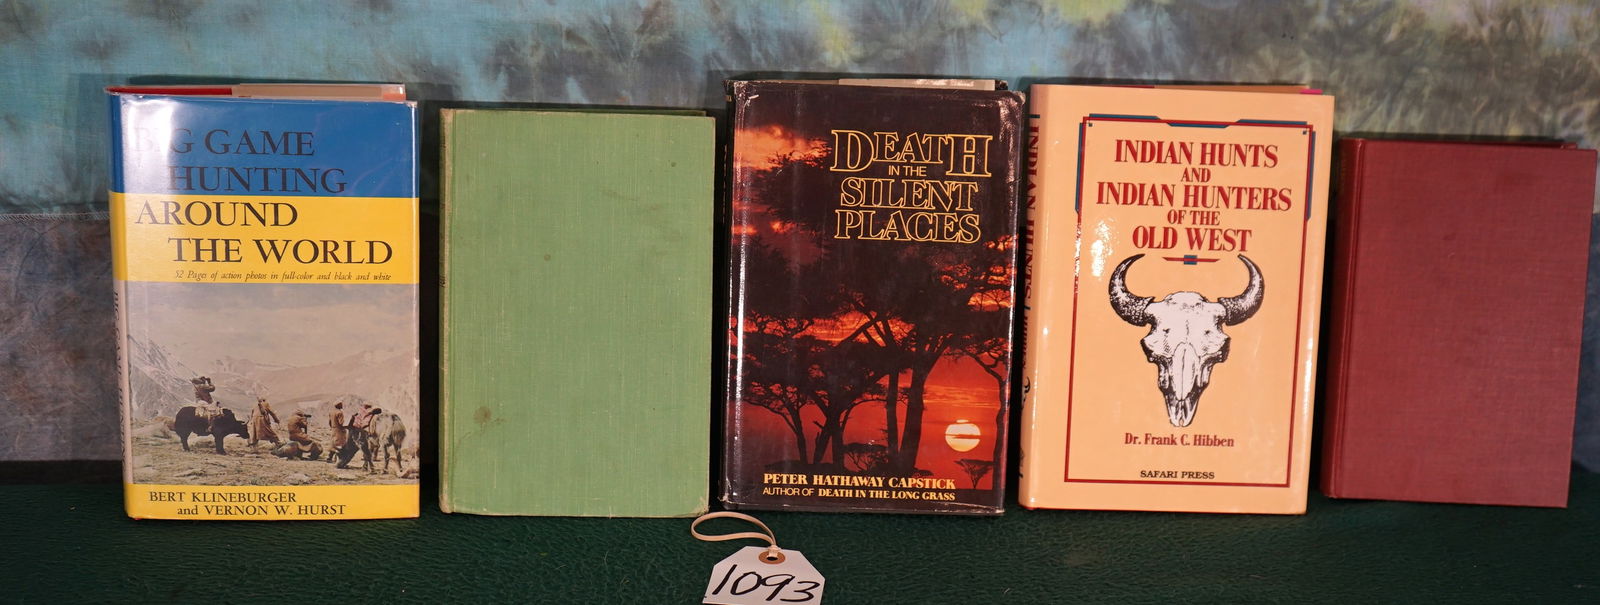 BIG GAME
HUNTING
AROUND
THE WORLD
52 Pages of action photos in full-color and black and white
BERT KLINEBURGER
and VERNON W. HURST
DEATH
IN THE
SILENT
PLACES
PETER HATHAWAY CAPSTICK
AUTHOR OF DEATH IN THE LONG GRASS
INDIAN HUNTS
AND
INDIAN HUNTERS
OF THE
OLD WEST
Dr. Frank C. Hibben
SAFARI PRESS
1093